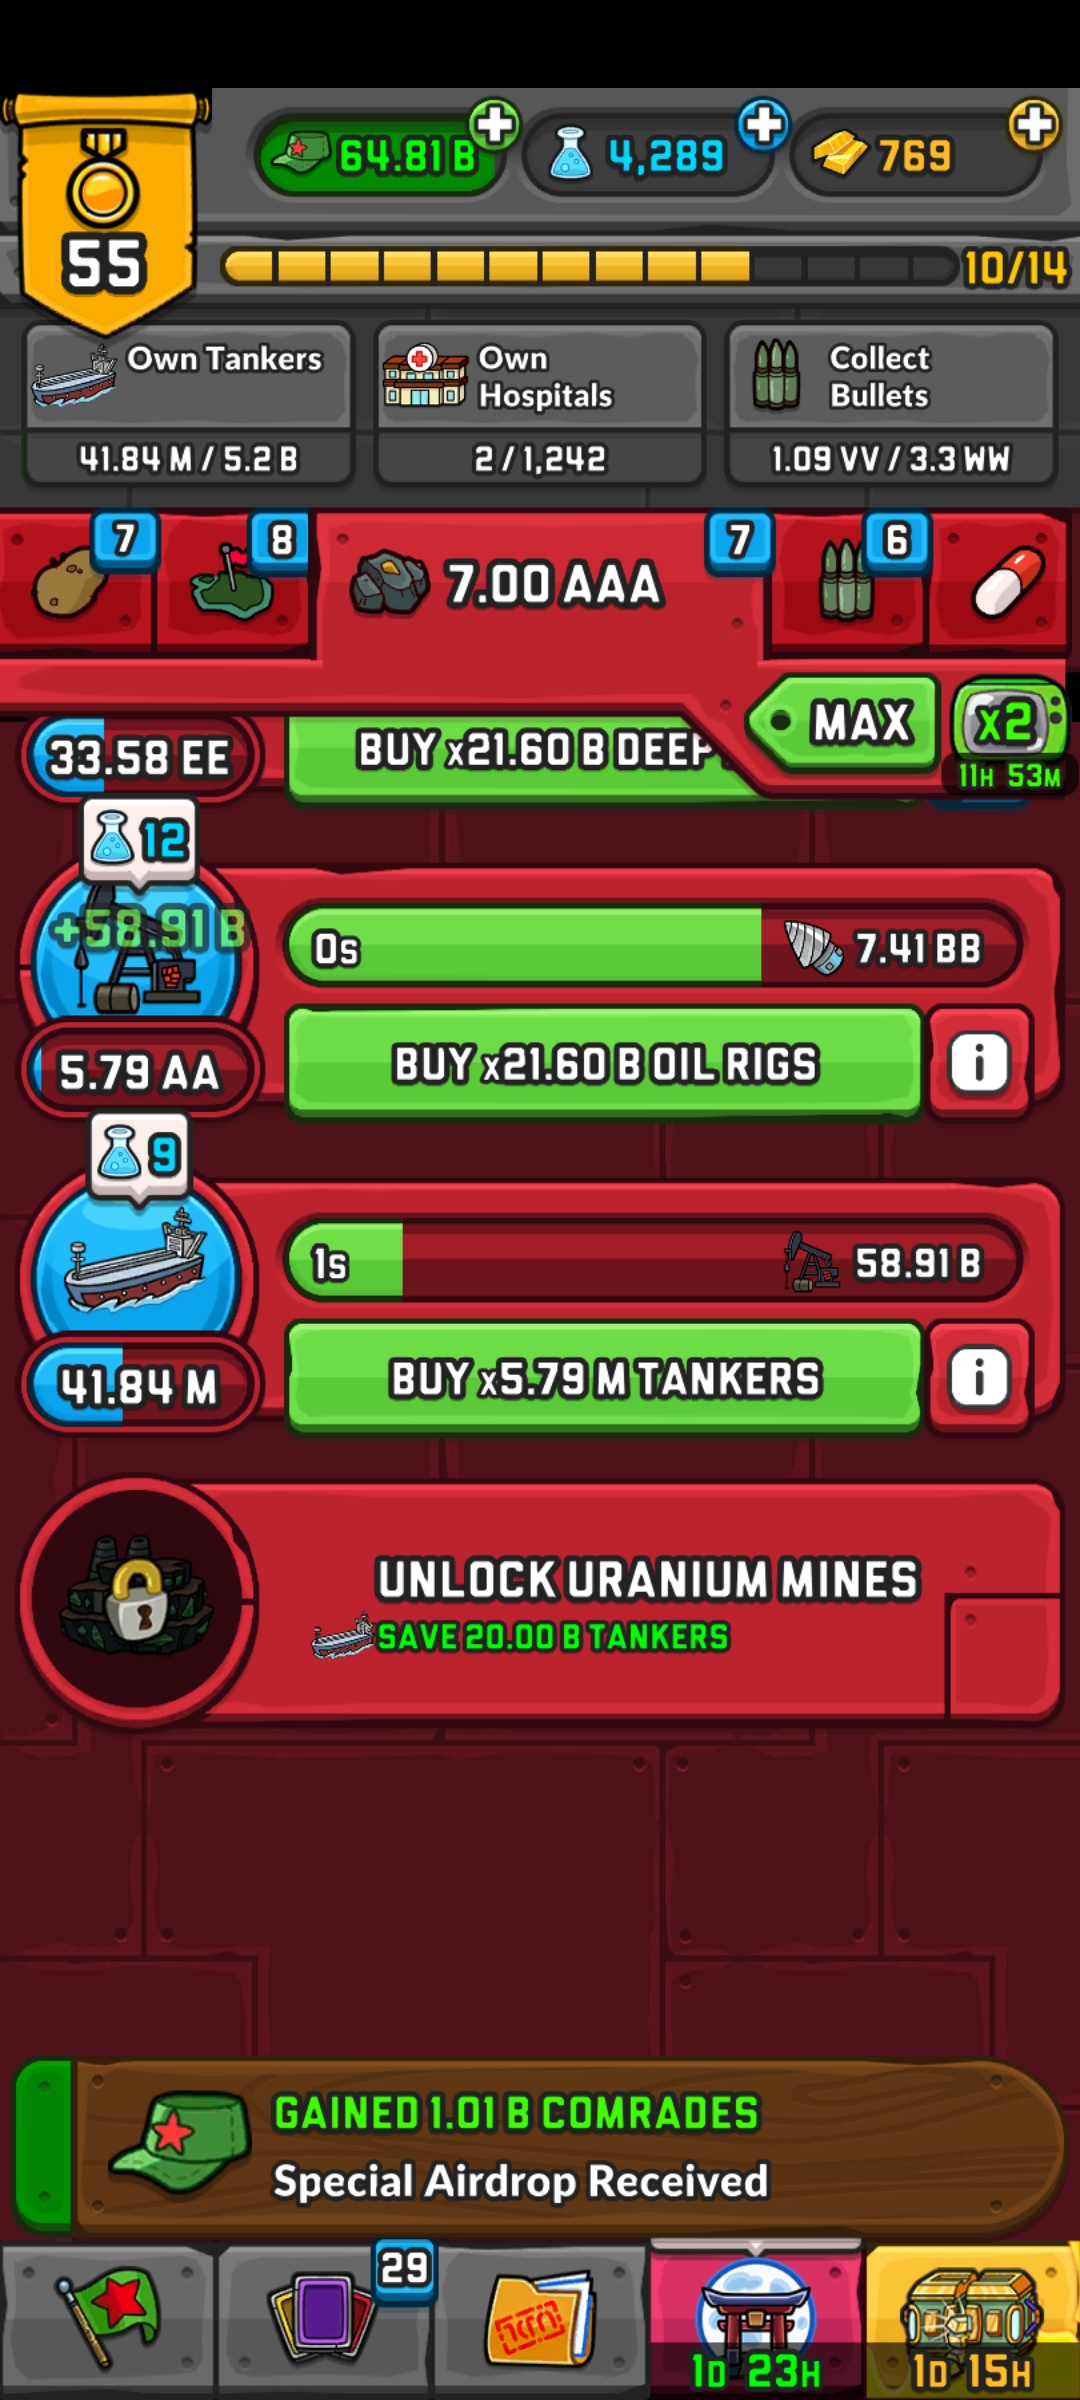 64.81 B
4,289
769
55
10/14
Own Tankers
41.84 M / 5.2 B
Own
Hospitals
2 / 1,242
Collect
Bullets
1.09 VV / 3.3 WW
7
8
7.00 AAA
7
6
MAX
x2
11H 53M
33.58 EE
BUY x21.60 B DEEP
12
+58.91 B
0s
7.41 BB
5.79 AA
BUY x21.60 B OIL RIGS
i
9
1s
58.91 B
41.84 M
BUY x5.79 M TANKERS
i
UNLOCK URANIUM MINES
SAVE 20.00 B TANKERS
GAINED 1.01 B COMRADES
Special Airdrop Received
29
1D 23H
1D 15H